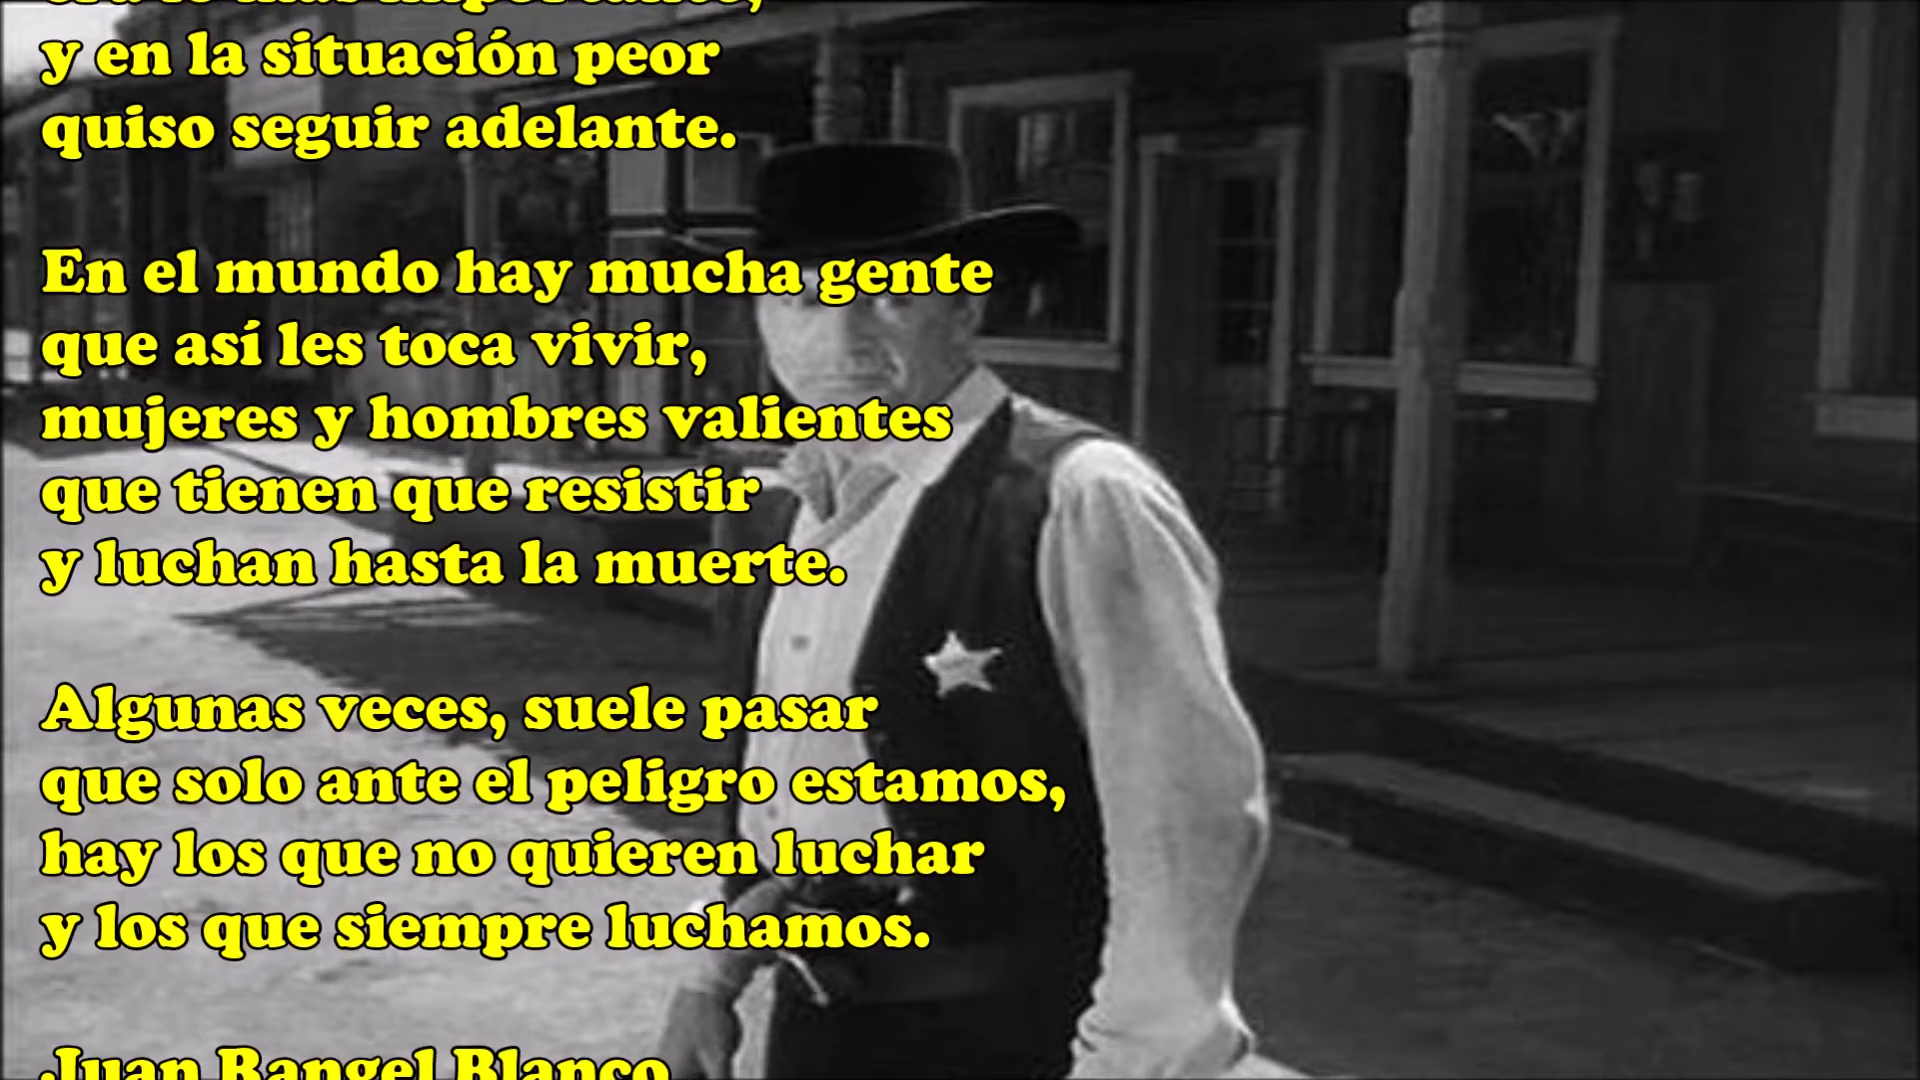 y en la situación peor
quiso seguir adelante.
En el mundo hay mucha gente
que así les toca vivir,
mujeres y hombres valientes
que tienen que resistir
y luchan hasta la muerte.
Algunas veces, suele pasar
que solo ante el peligro estamos,
hay los que no quieren luchar
y los que siempre luchamos.
Juan Rangel Blanco